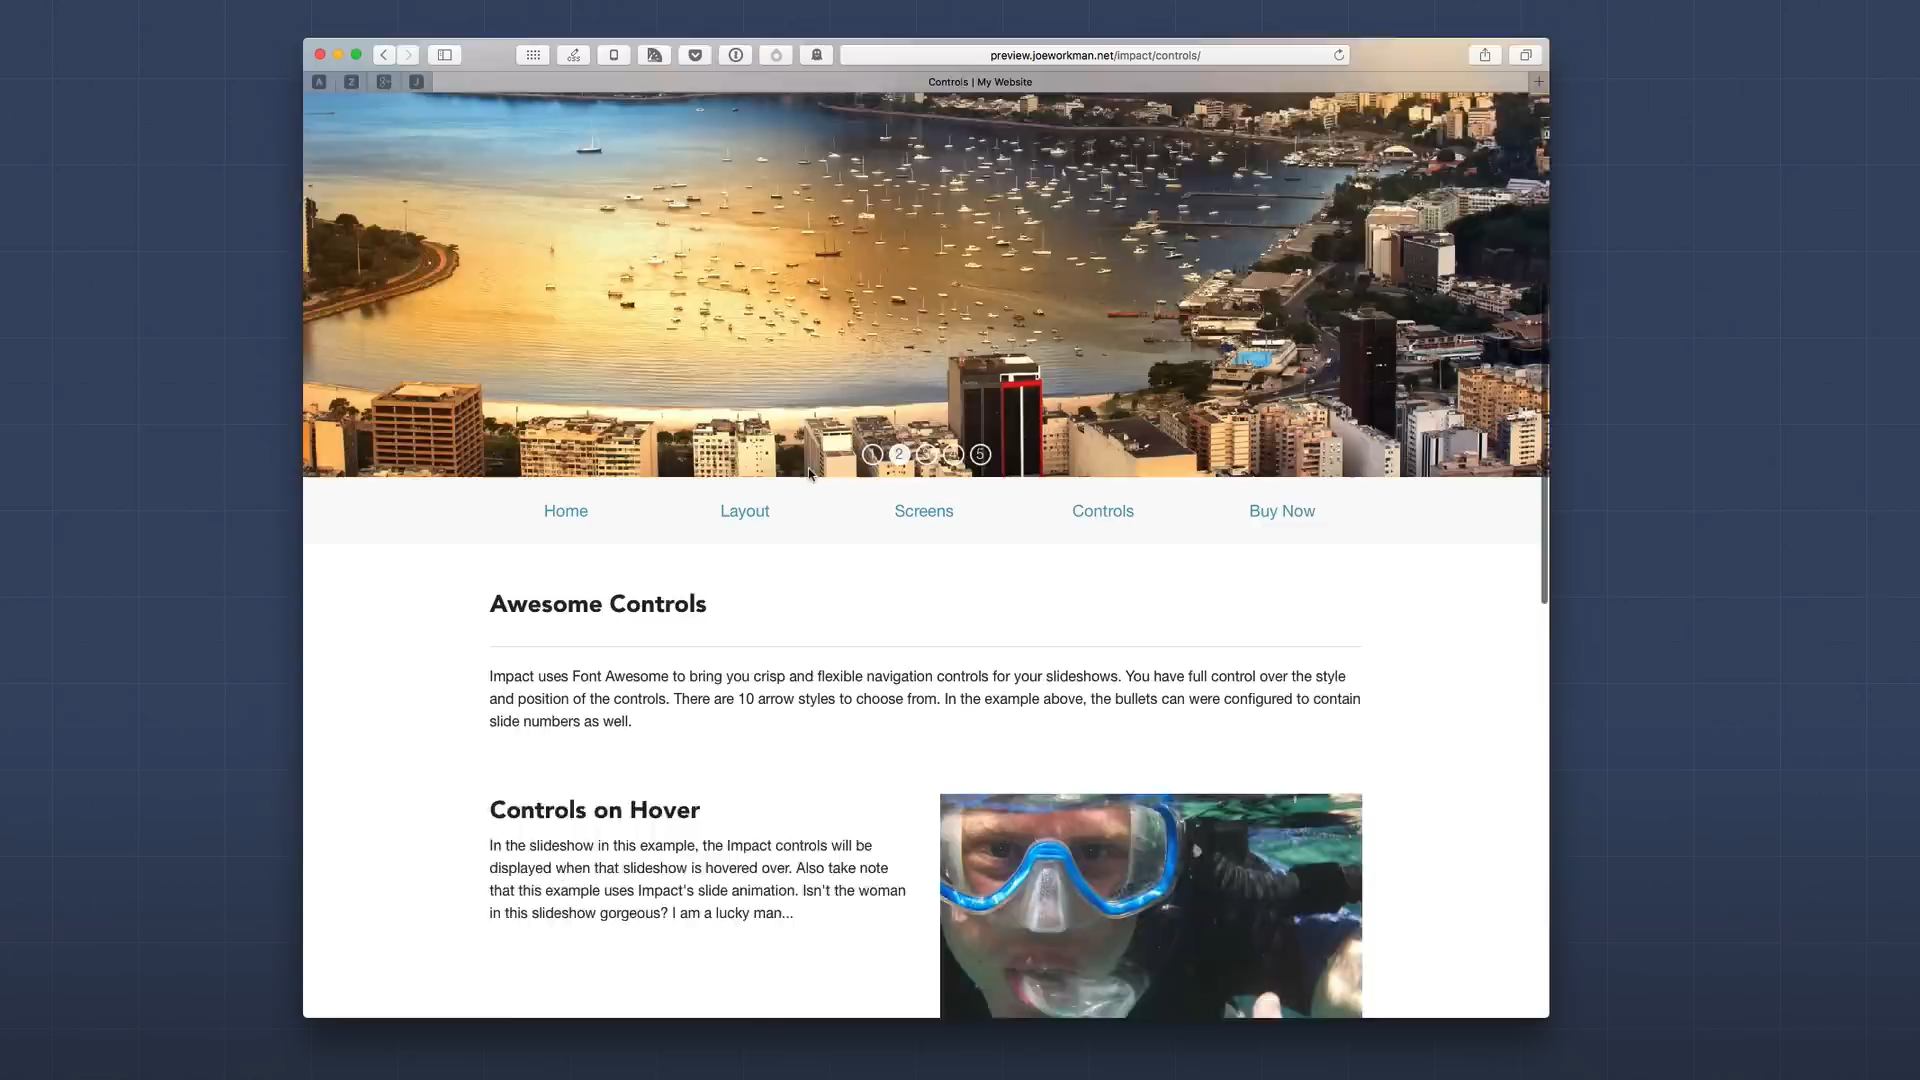 preview.joeworkman.net/impact/controls/
A
Z
g+
J
Controls | My Website
1 2 3 4 5
Home Layout Screens Controls Buy Now
Awesome Controls
Impact uses Font Awesome to bring you crisp and flexible navigation controls for your slideshows. You have full control over the style
and position of the controls. There are 10 arrow styles to choose from. In the example above, the bullets can were configured to contain
slide numbers as well.
Controls on Hover
In the slideshow in this example, the Impact controls will be
displayed when that slideshow is hovered over. Also take note
that this example uses Impact's slide animation. Isn't the woman
in this slideshow gorgeous? I am a lucky man...